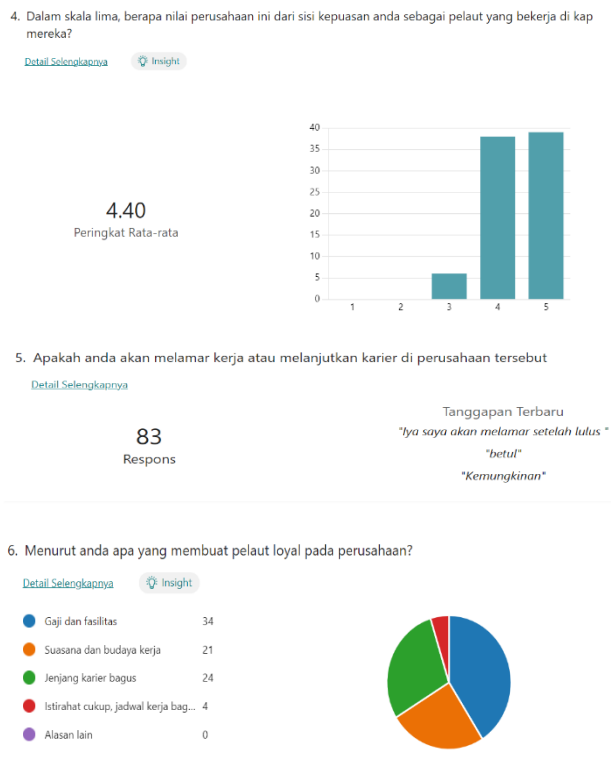 4. Dalam skala lima, berapa nilai perusahaan ini dari sisi kepuasan anda sebagai pelaut yang bekerja di kap
mereka?
Detail Selengkapnya
Insight
40
35
30
25
20
15
10
5
0
1 2 3 4 5
4.40
Peringkat Rata-rata
5. Apakah anda akan melamar kerja atau melanjutkan karier di perusahaan tersebut
Detail Selengkapnya
83
Respons
Tanggapan Terbaru
"Iya saya akan melamar setelah lulus "
"betul"
"Kemungkinan"
6. Menurut anda apa yang membuat pelaut loyal pada perusahaan?
Detail Selengkapnya
Insight
Gaji dan fasilitas 34
Suasana dan budaya kerja 21
Jenjang karier bagus 24
Istirahat cukup, jadwal kerja bag... 4
Alasan lain 0